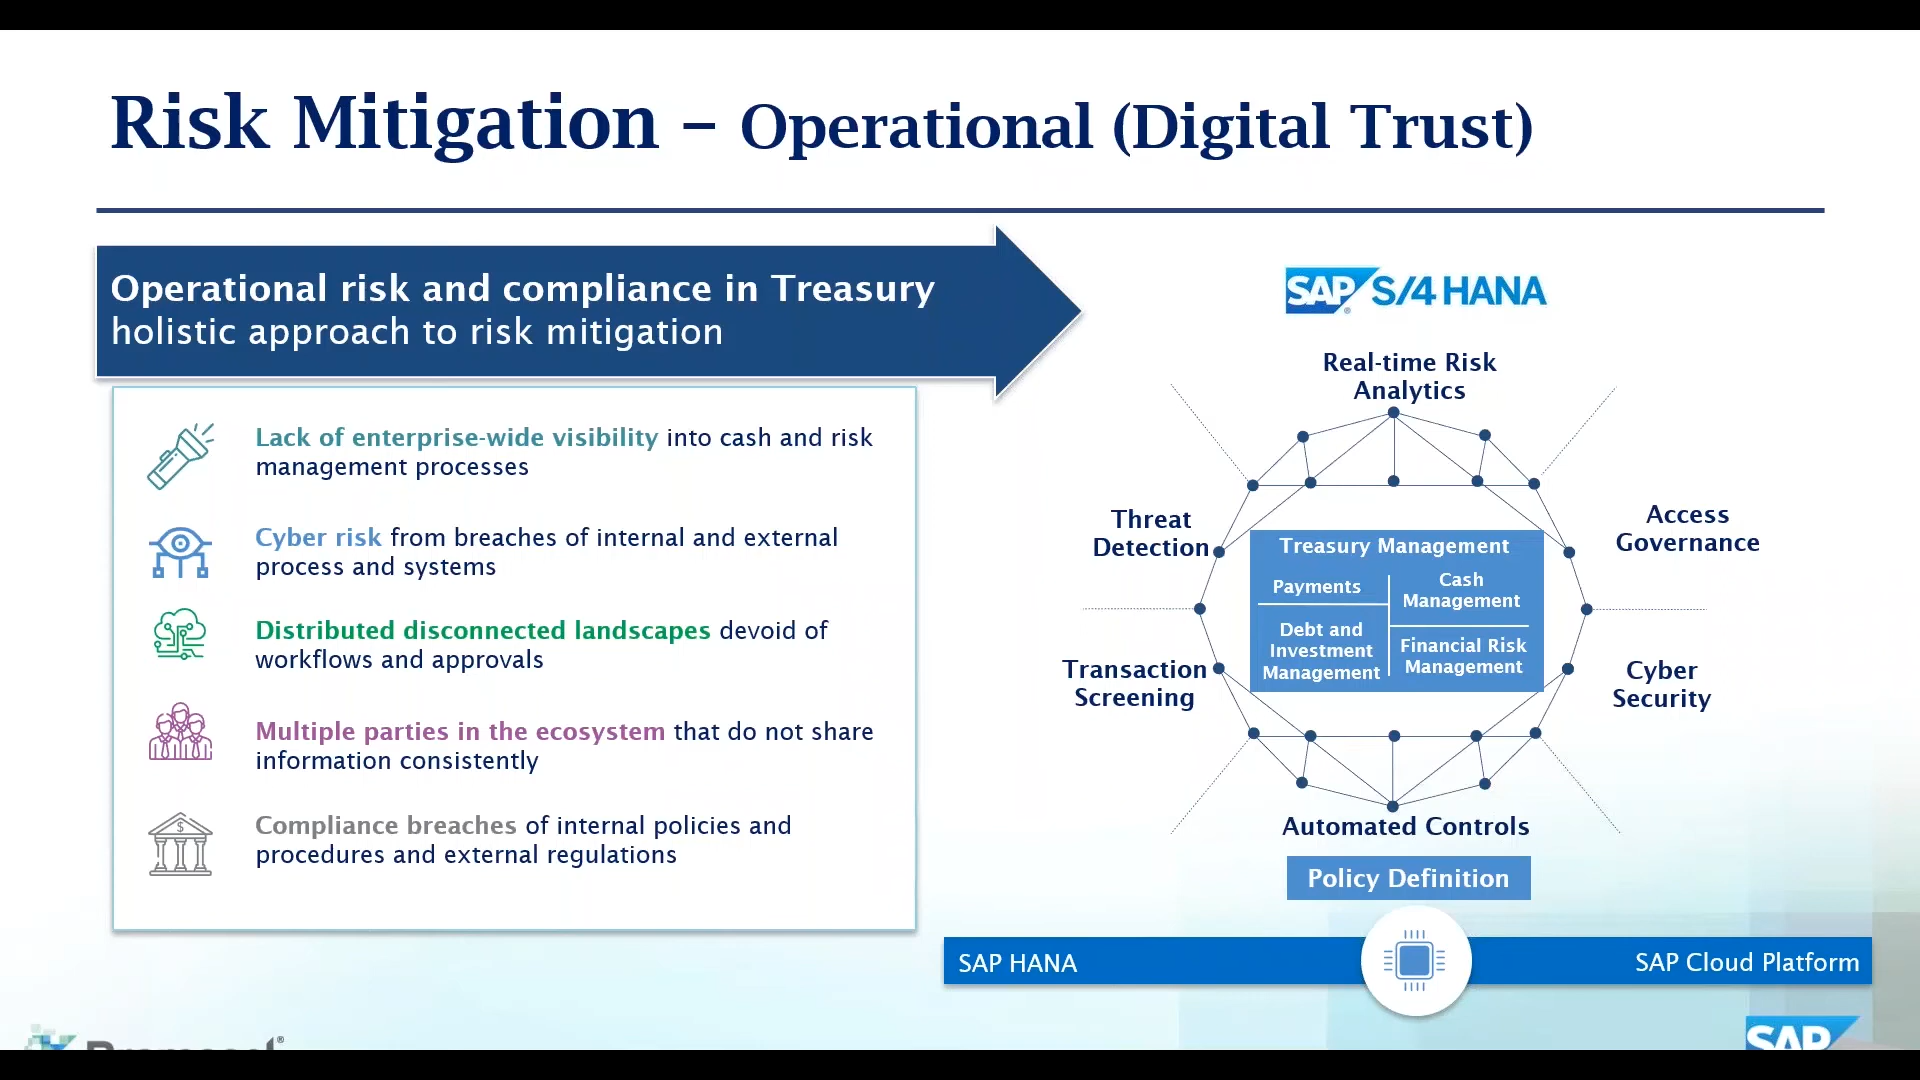 Risk Mitigation – Operational (Digital Trust)
Operational risk and compliance in Treasury
holistic approach to risk mitigation
Lack of enterprise-wide visibility into cash and risk
management processes
Cyber risk from breaches of internal and external
process and systems
Distributed disconnected landscapes devoid of
workflows and approvals
Multiple parties in the ecosystem that do not share
information consistently
$
Compliance breaches of internal policies and
procedures and external regulations
SAP® S/4 HANA
Real-time Risk
Analytics
Threat
Detection
Access
Governance
Treasury Management
Payments
Cash
Management
Debt and
Investment
Management
Financial Risk
Management
Transaction
Screening
Cyber
Security
Automated Controls
Policy Definition
SAP HANA
SAP Cloud Platform
SAP